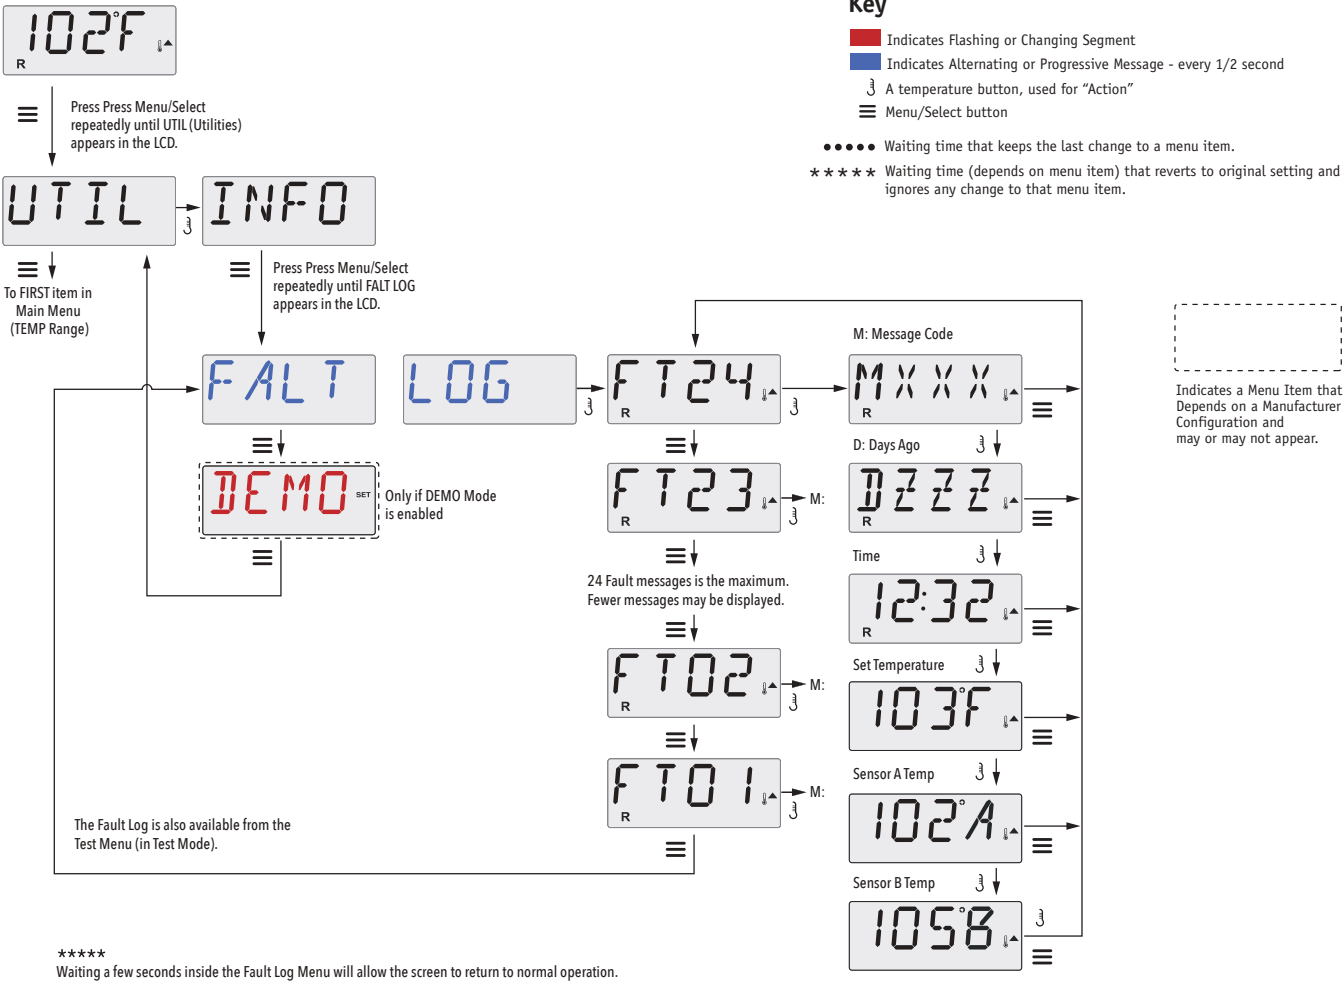 102°F
R
Press Press Menu/Select
repeatedly until UTIL (Utilities)
appears in the LCD.
Key
Indicates Flashing or Changing Segment
Indicates Alternating or Progressive Message - every 1/2 second
A temperature button, used for “Action”
Menu/Select button
••••• Waiting time that keeps the last change to a menu item.
***** Waiting time (depends on menu item) that reverts to original setting and
ignores any change to that menu item.
UTIL
INFO
To FIRST item in
Main Menu
(TEMP Range)
Press Press Menu/Select
repeatedly until FALT LOG
appears in the LCD.
FALT
LOG
DEMO
SET
Only if DEMO Mode
is enabled
FT24
R
FT23
R
M:
24 Fault messages is the maximum.
Fewer messages may be displayed.
FT02
R
M:
FT01
R
M:
M: Message Code
MXXX
R
D: Days Ago
DZZZ
R
Time
12:32
R
Set Temperature
103°F
Sensor A Temp
102°A
Sensor B Temp
105°B
Indicates a Menu Item that
Depends on a Manufacturer
Configuration and
may or may not appear.
The Fault Log is also available from the
Test Menu (in Test Mode).
*****
Waiting a few seconds inside the Fault Log Menu will allow the screen to return to normal operation.